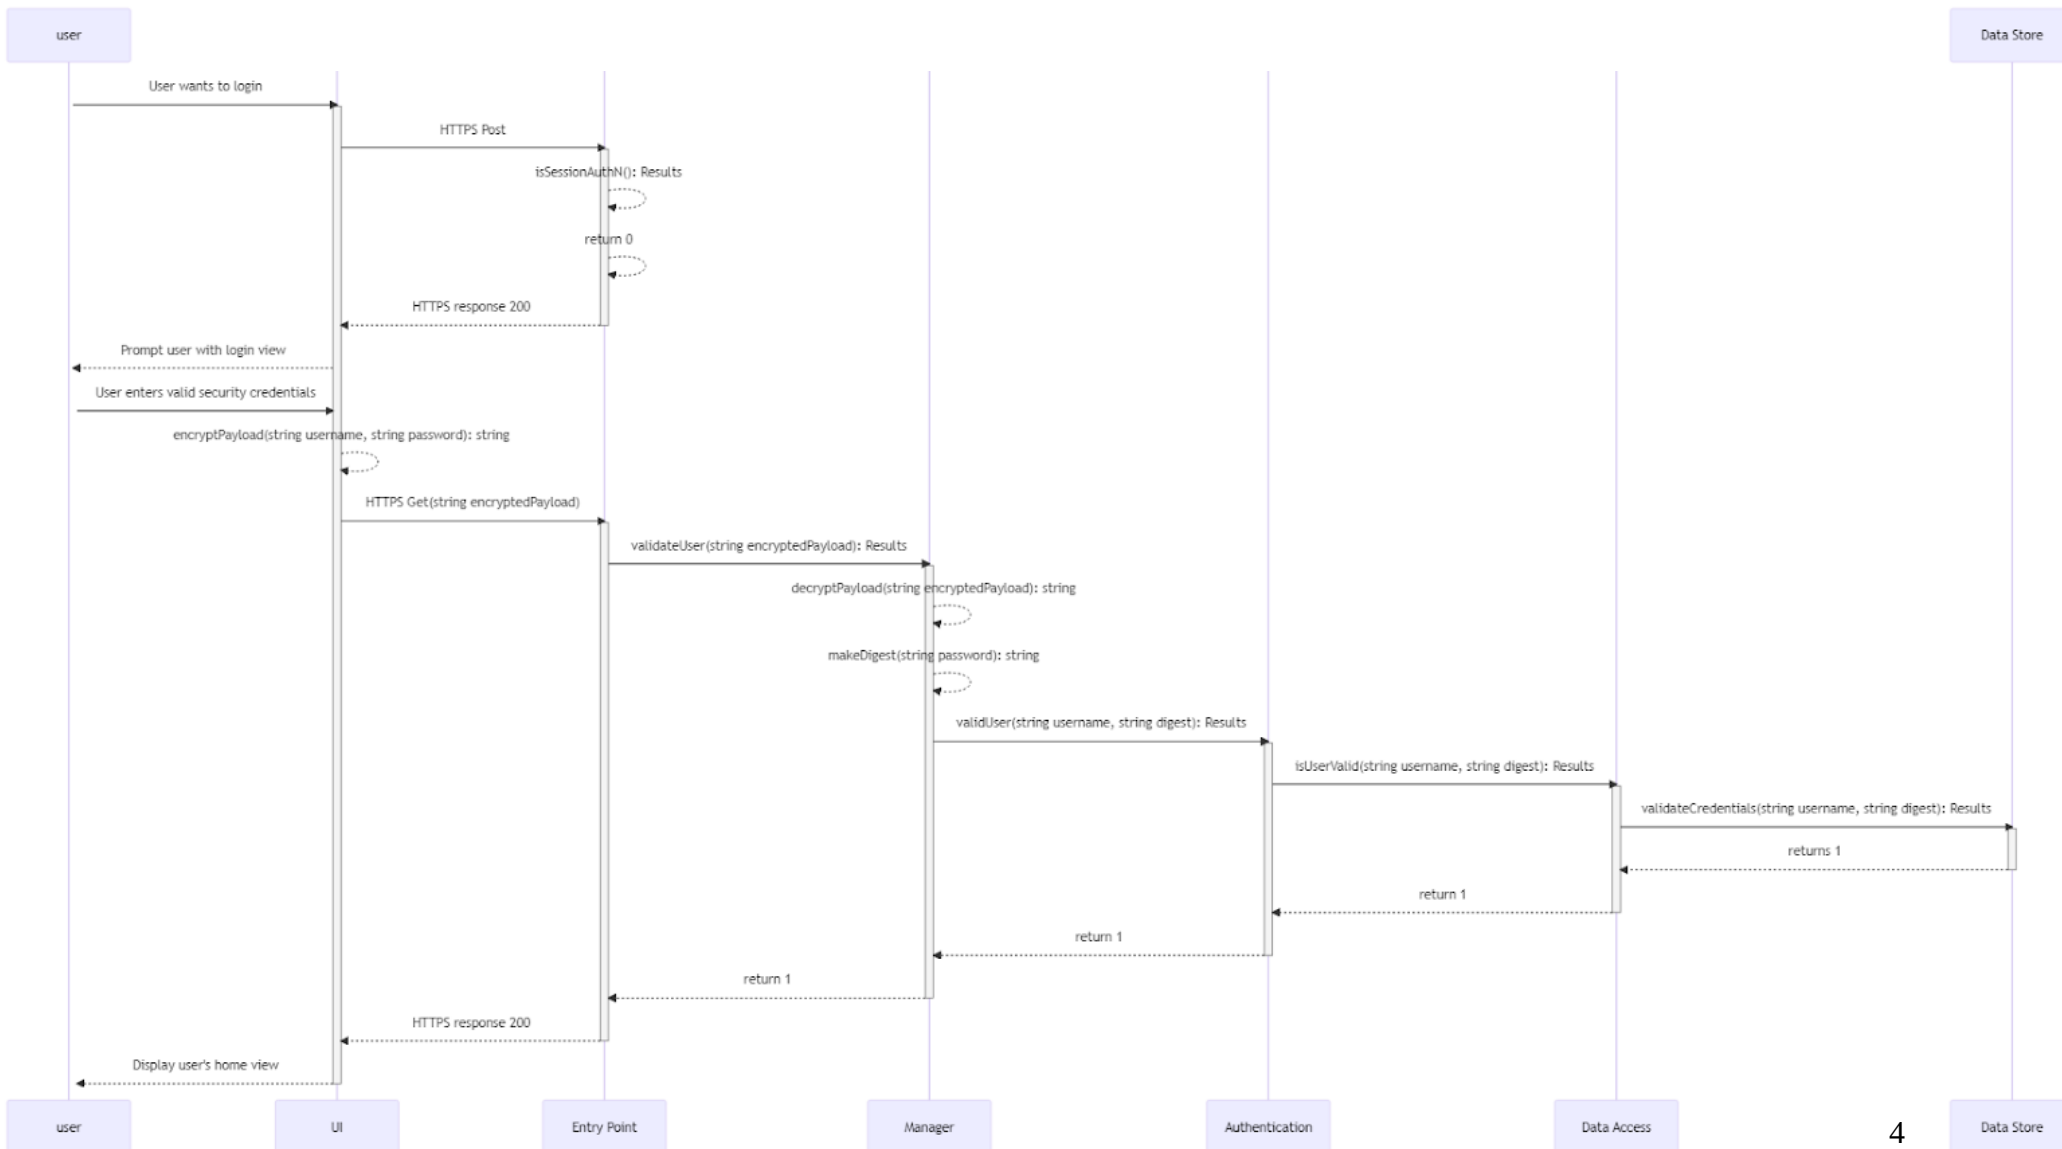 user
Data Store
User wants to login
HTTPS Post
isSessionAuthN(): Results
return 0
HTTPS response 200
Prompt user with login view
User enters valid security credentials
encryptPayload(string username, string password): string
HTTPS Get(string encryptedPayload)
validateUser(string encryptedPayload): Results
decryptPayload(string encryptedPayload): string
makeDigest(string password): string
validUser(string username, string digest): Results
isUserValid(string username, string digest): Results
validateCredentials(string username, string digest): Results
returns 1
return 1
return 1
return 1
HTTPS response 200
Display user's home view
user
UI
Entry Point
Manager
Authentication
Data Access
4
Data Store